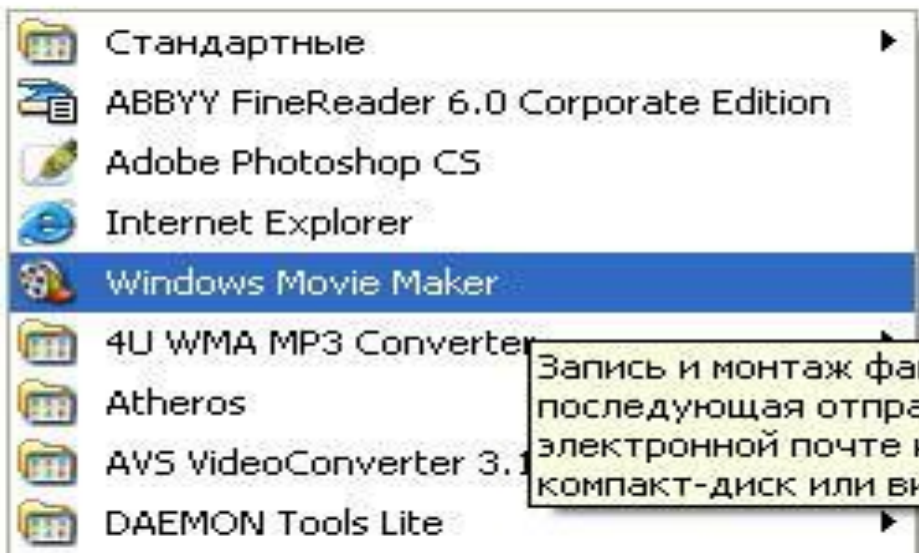 Стандартные
ABBYY FineReader 6.0 Corporate Edition
Adobe Photoshop CS
Internet Explorer
Windows Movie Maker
4U WMA MP3 Converter
Atheros
AVS VideoConverter 3.1
DAEMON Tools Lite
Запись и монтаж
последующая
электронной почте
компакт-диск или